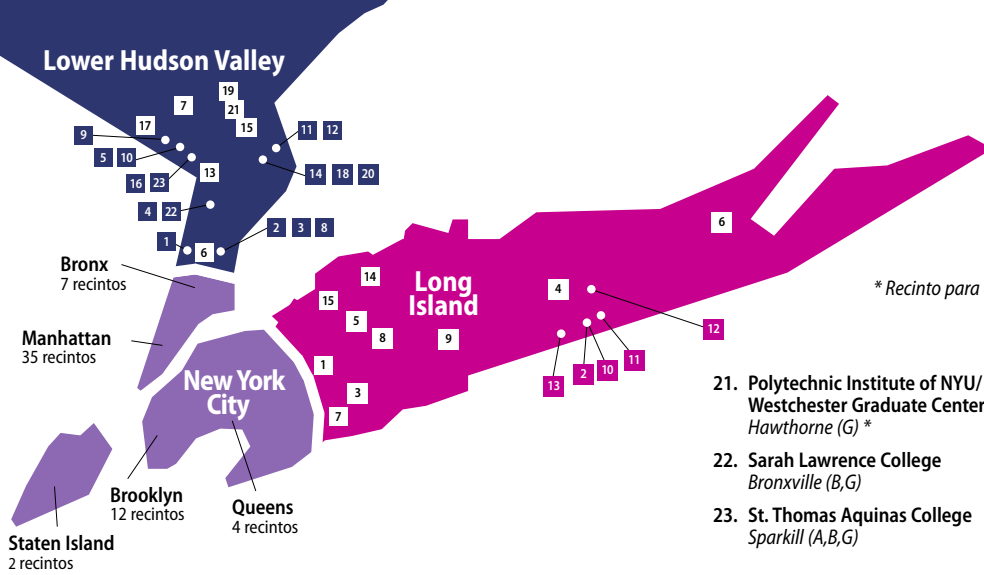 Lower Hudson Valley
19
7
21
17
15
9
11 12
5 10
13
16 23
14 18 20
4 22
6
1
6
2 3 8
Bronx
7 recintos
14
Long
Island
4
* Recinto para
15
5
12
Manhattan
35 recintos
8
9
11
1
2
10
13
New York
City
3
7
21. Polytechnic Institute of NYU/
Westchester Graduate Center
Hawthorne (G) *
22. Sarah Lawrence College
Bronxville (B,G)
23. St. Thomas Aquinas College
Sparkill (A,B,G)
Brooklyn
12 recintos
Queens
4 recintos
Staten Island
2 recintos